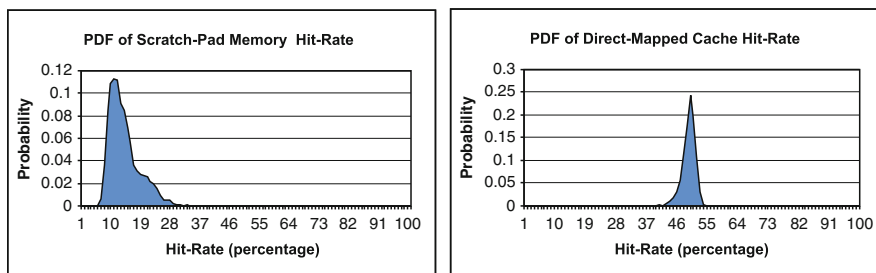 PDF of Scratch-Pad Memory Hit-Rate
0.12
0.1
0.08
0.06
0.04
0.02
0
Probability
1 10 19 28 37 46 55 64 73 82 91 100
Hit-Rate (percentage)
PDF of Direct-Mapped Cache Hit-Rate
0.3
0.25
0.2
0.15
0.1
0.05
0
Probability
1 10 19 28 37 46 55 64 73 82 91 100
Hit-Rate (percentage)